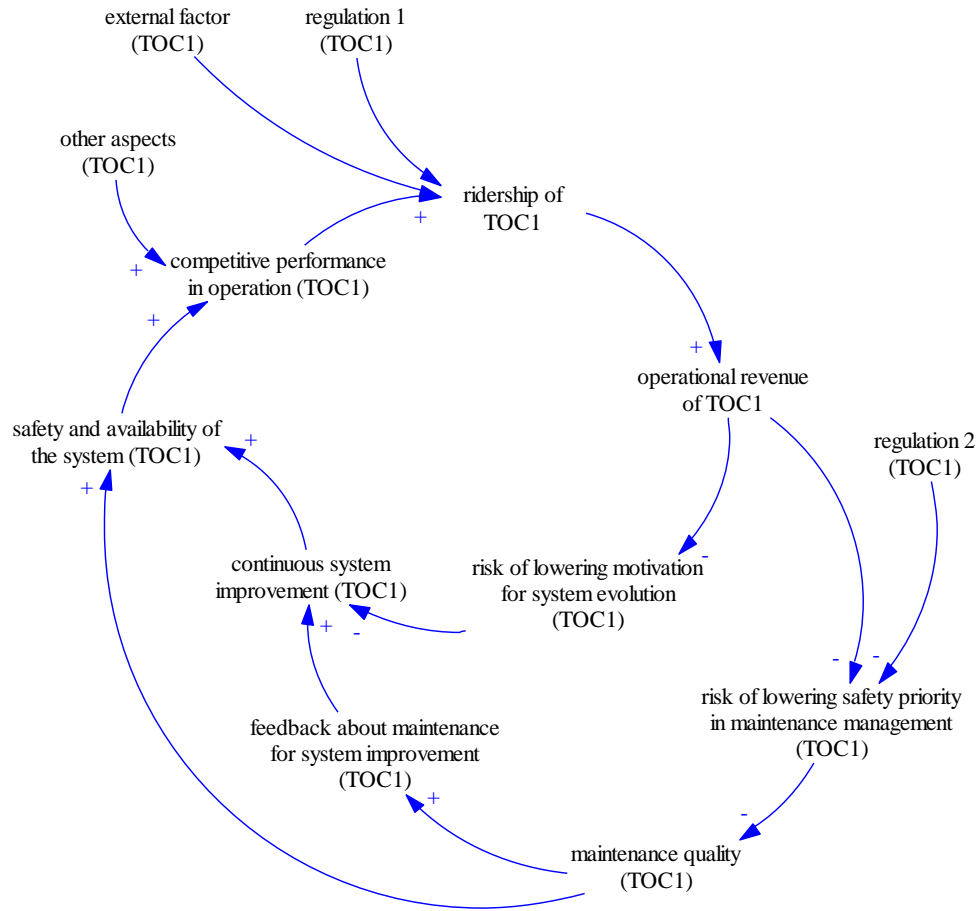 external factor
(TOC1)
regulation 1
(TOC1)
other aspects
(TOC1)
ridership of
TOC1
+
+
competitive performance
in operation (TOC1)
+
+
operational revenue
of TOC1
safety and availability of
the system (TOC1)
+
+
regulation 2
(TOC1)
continuous system
improvement (TOC1)
-
risk of lowering motivation
for system evolution
(TOC1)
+
-
-
-
risk of lowering safety priority
in maintenance management
(TOC1)
feedback about maintenance
for system improvement
(TOC1)
+
-
maintenance quality
(TOC1)